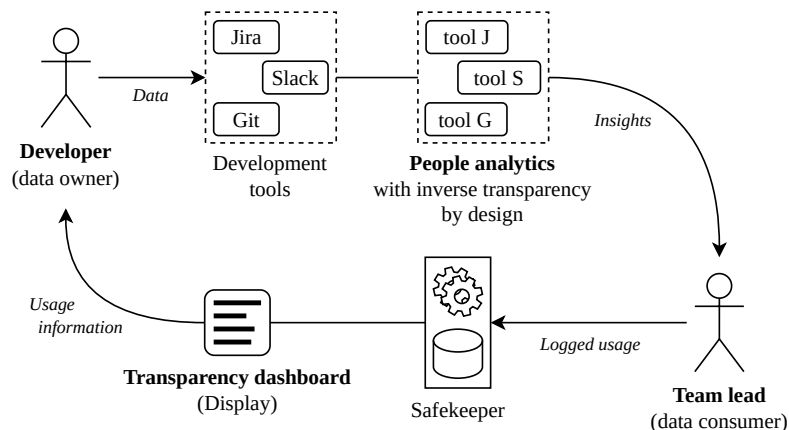 Jira
Slack
Git
tool J
tool S
tool G
Data
Insights
Developer
(data owner)
Development
tools
People analytics
with inverse transparency
by design
Usage
information
Logged usage
Transparency dashboard
(Display)
Safekeeper
Team lead
(data consumer)